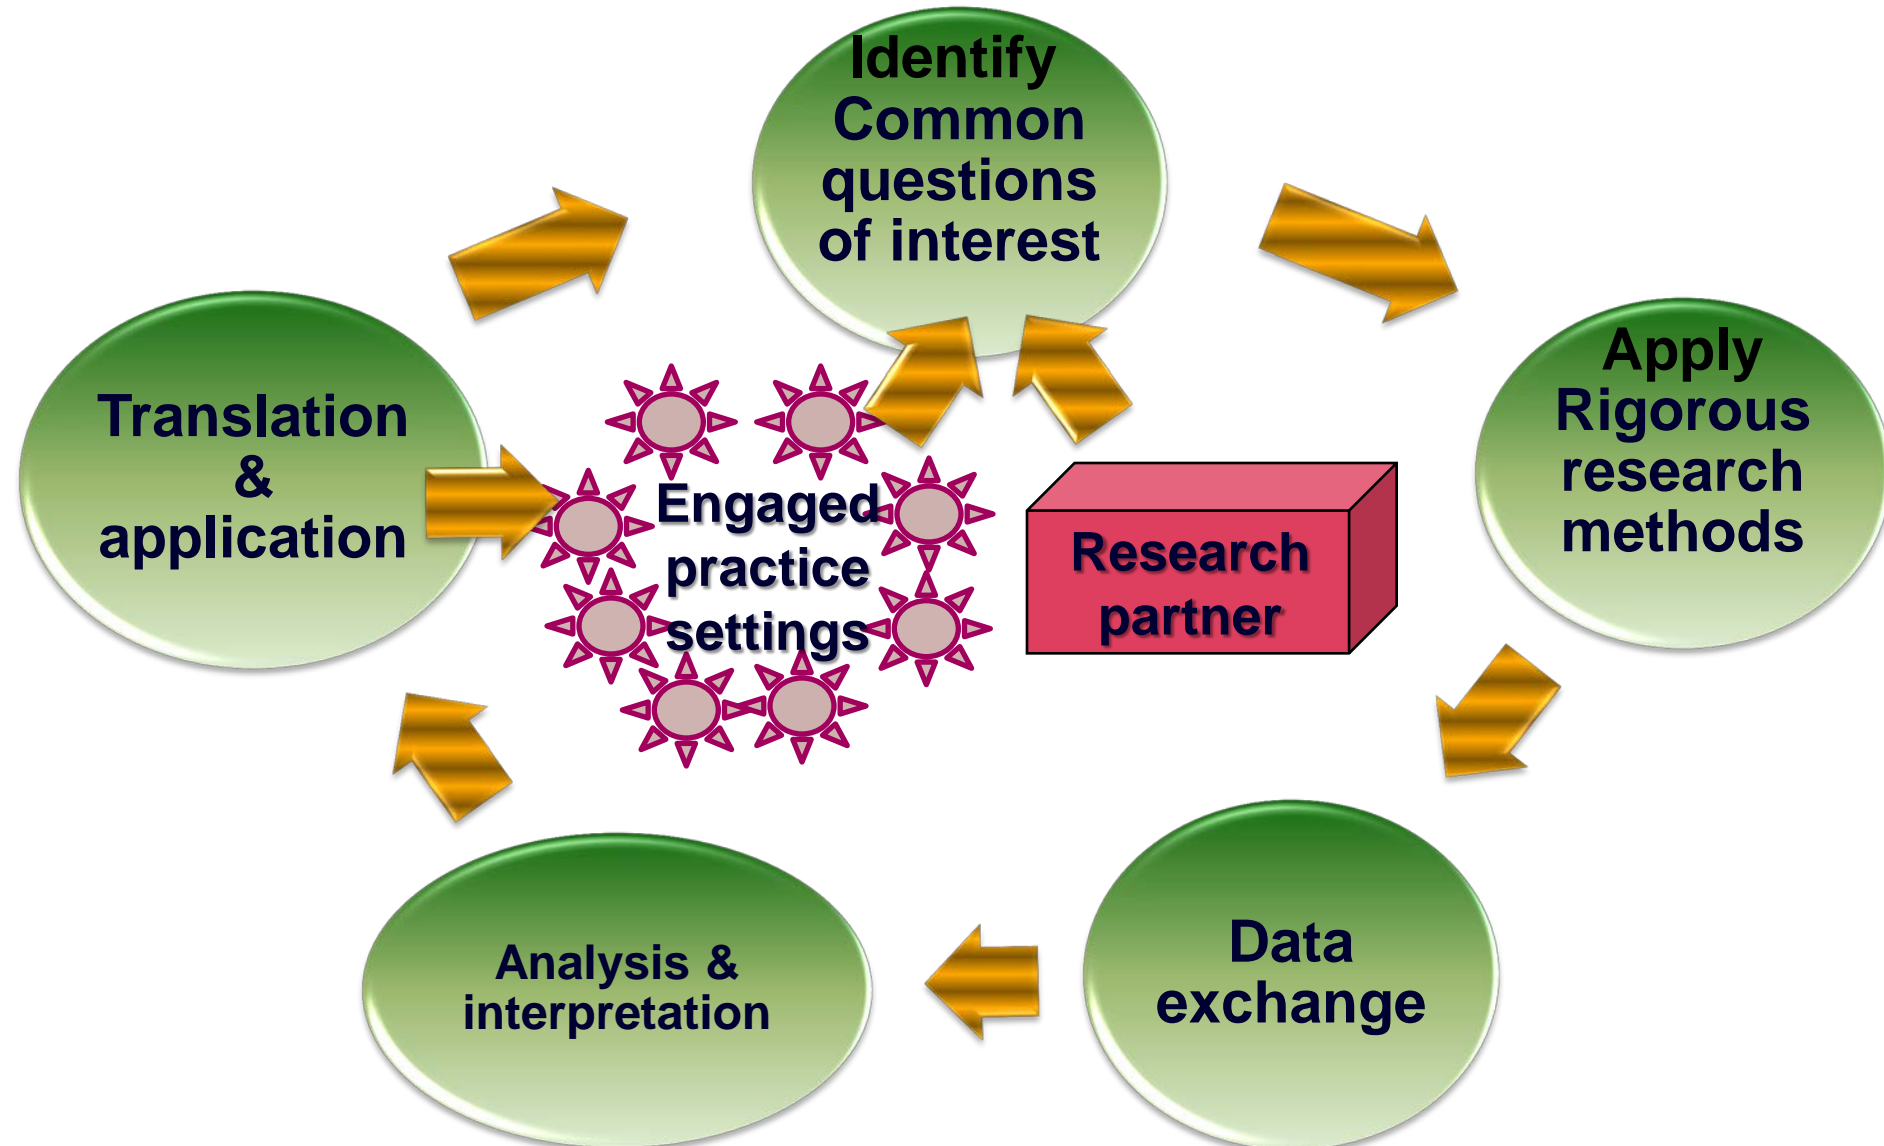 Identify
Common
questions
of interest
Apply
Rigorous
research
methods
Data
exchange
Analysis &
interpretation
Translation
&
application
Engaged
practice
settings
Research
partner